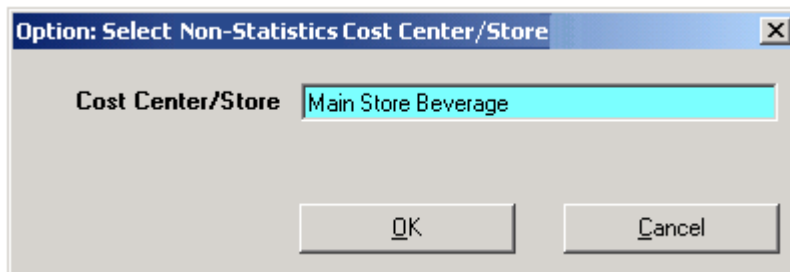 Option: Select Non-Statistics Cost Center/Store
Cost Center/Store Main Store Beverage
OK Cancel